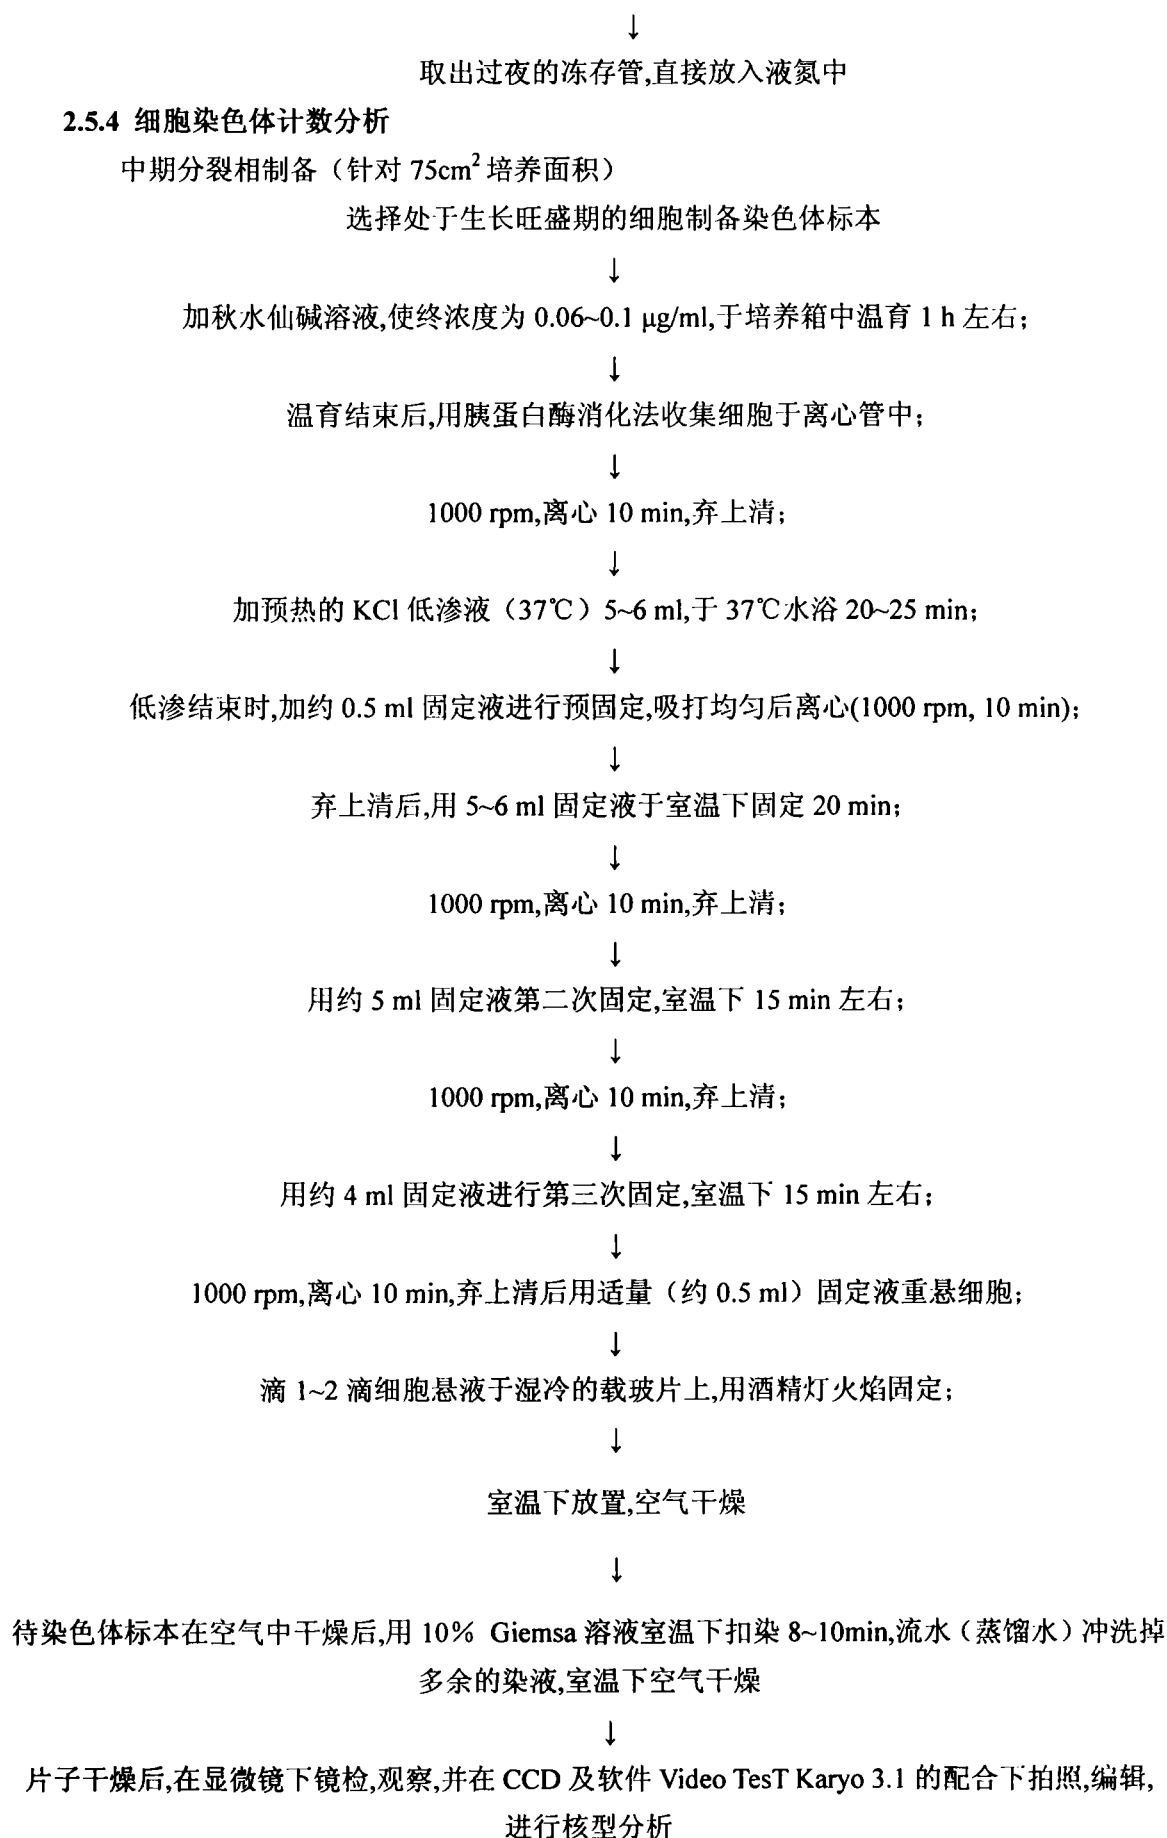 ↓
取出过夜的冻存管,直接放入液氮中
2.5.4 细胞染色体计数分析
中期分裂相制备（针对 75cm² 培养面积）
选择处于生长旺盛期的细胞制备染色体标本
↓
加秋水仙碱溶液,使终浓度为 0.06~0.1 μg/ml,于培养箱中温育 1 h 左右；
↓
温育结束后,用胰蛋白酶消化法收集细胞于离心管中；
↓
1000 rpm,离心 10 min,弃上清；
↓
加预热的 KCl 低渗液（37℃）5~6 ml,于 37℃水浴 20~25 min；
↓
低渗结束时,加约 0.5 ml 固定液进行预固定,吸打均匀后离心(1000 rpm, 10 min)；
↓
弃上清后,用 5~6 ml 固定液于室温下固定 20 min；
↓
1000 rpm,离心 10 min,弃上清；
↓
用约 5 ml 固定液第二次固定,室温下 15 min 左右；
↓
1000 rpm,离心 10 min,弃上清；
↓
用约 4 ml 固定液进行第三次固定,室温下 15 min 左右；
↓
1000 rpm,离心 10 min,弃上清后用适量（约 0.5 ml）固定液重悬细胞；
↓
滴 1~2 滴细胞悬液于湿冷的载玻片上,用酒精灯火焰固定；
↓
室温下放置,空气干燥
↓
待染色体标本在空气中干燥后,用 10% Giemsa 溶液室温下扣染 8~10min,流水（蒸馏水）冲洗掉
多余的染液,室温下空气干燥
↓
片子干燥后,在显微镜下镜检,观察,并在 CCD 及软件 Video TesT Karyo 3.1 的配合下拍照,编辑,
进行核型分析